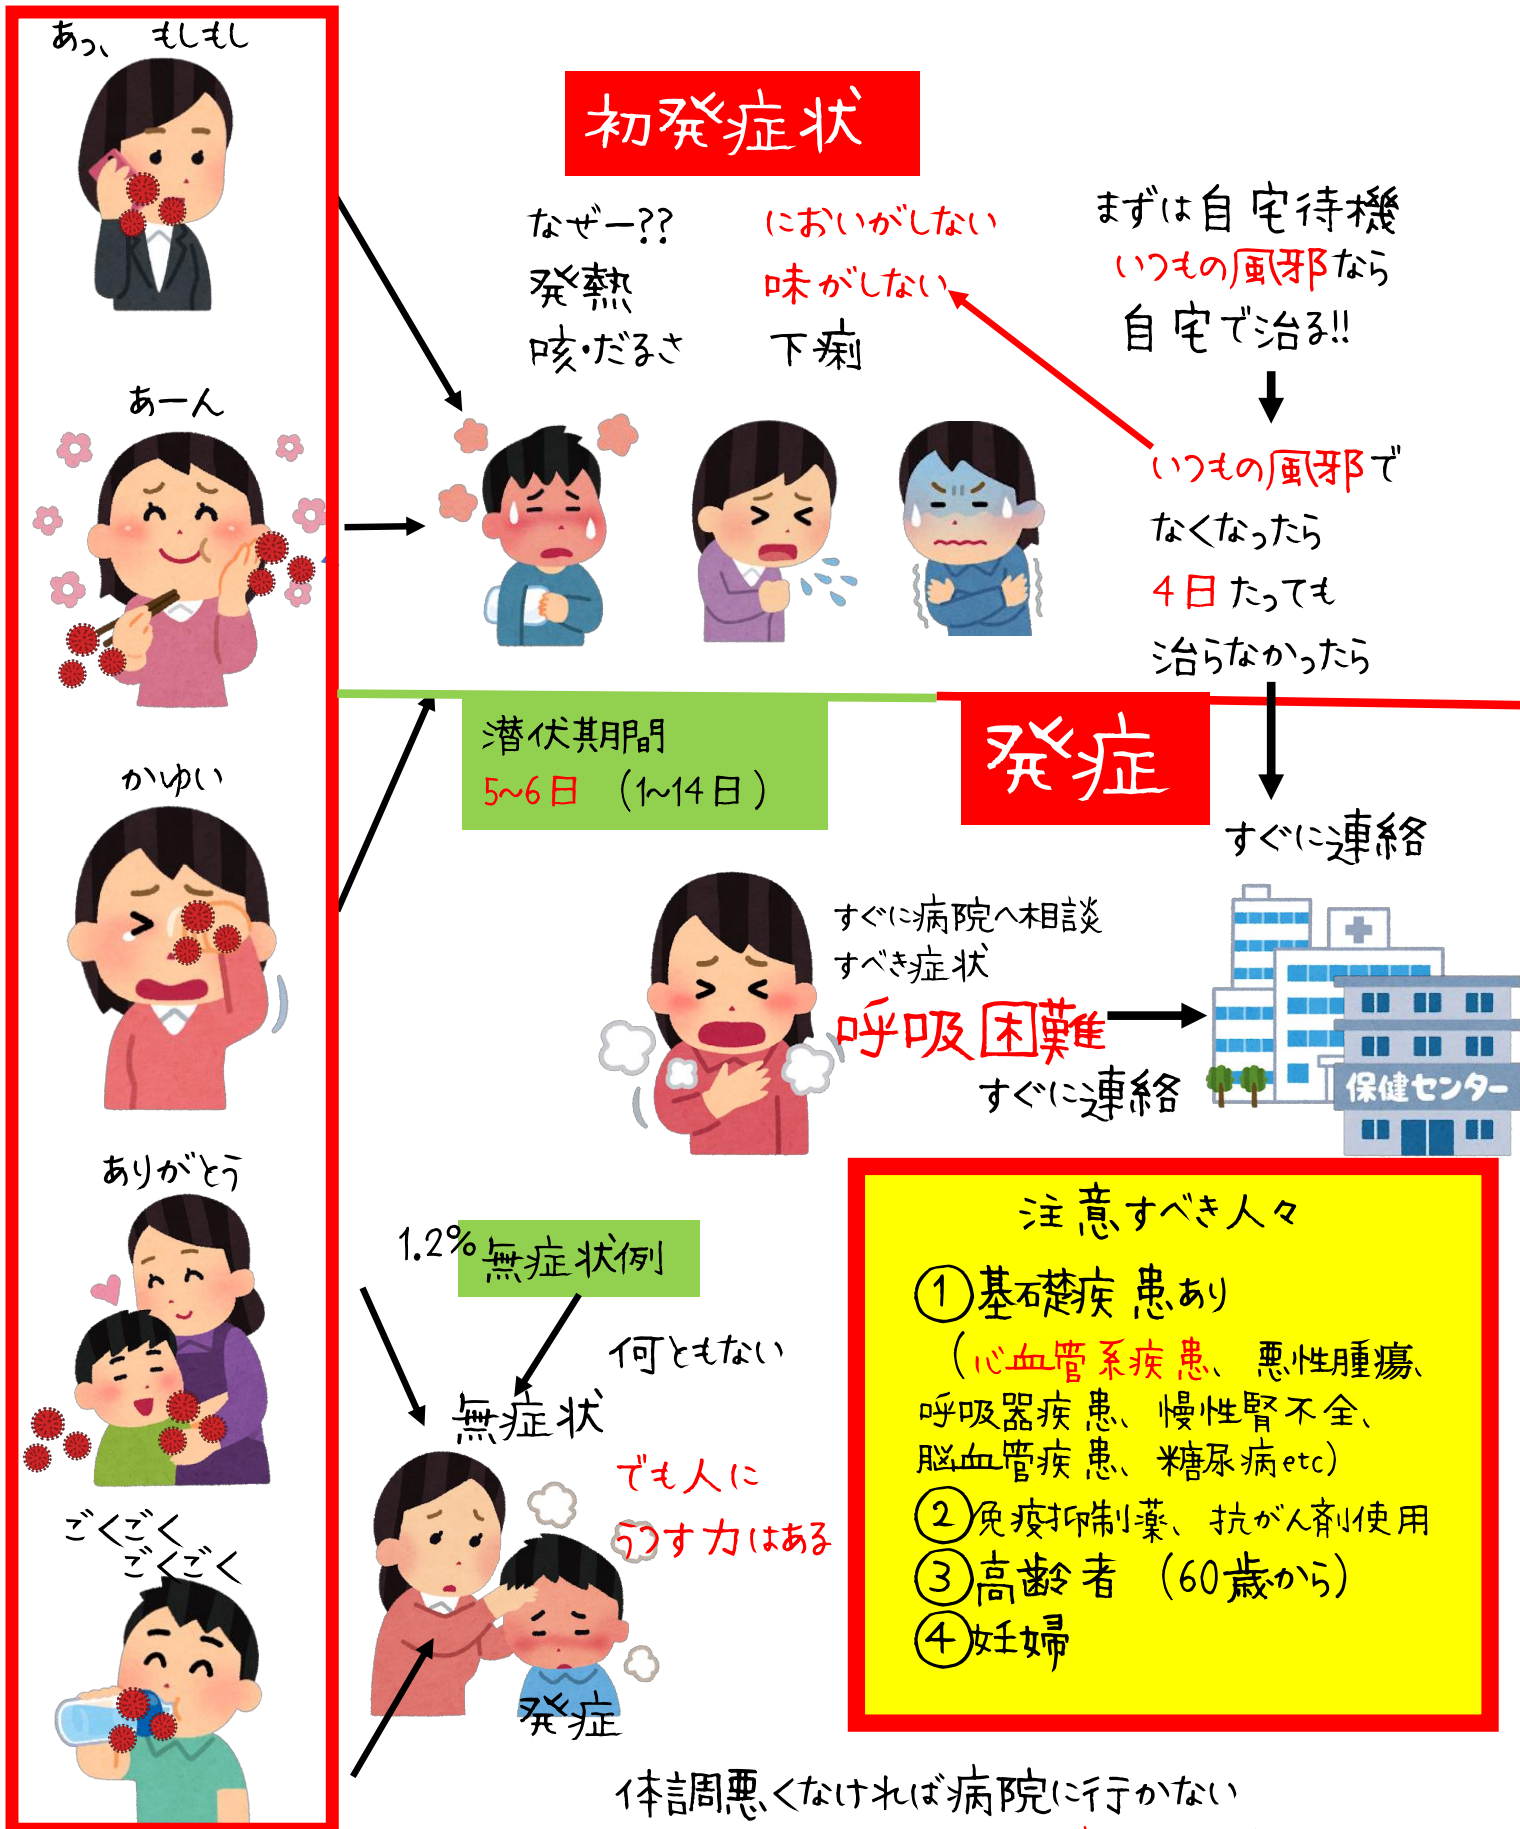 あっ、もしもし
あーん
かゆい
ありがとう
ごくごく
ごくごく
初発症状
なぜー??
発熱
咳・だるさ
においがしない
味がしない
下痢
まずは自宅待機
いつもの風邪なら
自宅で治る!!
いつもの風邪で
なくなったら
4日たっても
治らなかったら
潜伏期間
5~6日 (1~14日)
発症
すぐに連絡
すぐに病院へ相談
すべき症状
呼吸困難
すぐに連絡
保健センター
1.2%無症状例
何ともない
無症状
でも人に
うつす力はある
発症
注意すべき人々
①基礎疾患あり
(心血管系疾患、悪性腫瘍、
呼吸器疾患、慢性腎不全、
脳血管疾患、糖尿病etc)
②免疫抑制薬、抗がん剤使用
③高齢者 (60歳から)
④妊婦
体調悪くなければ病院に行かない